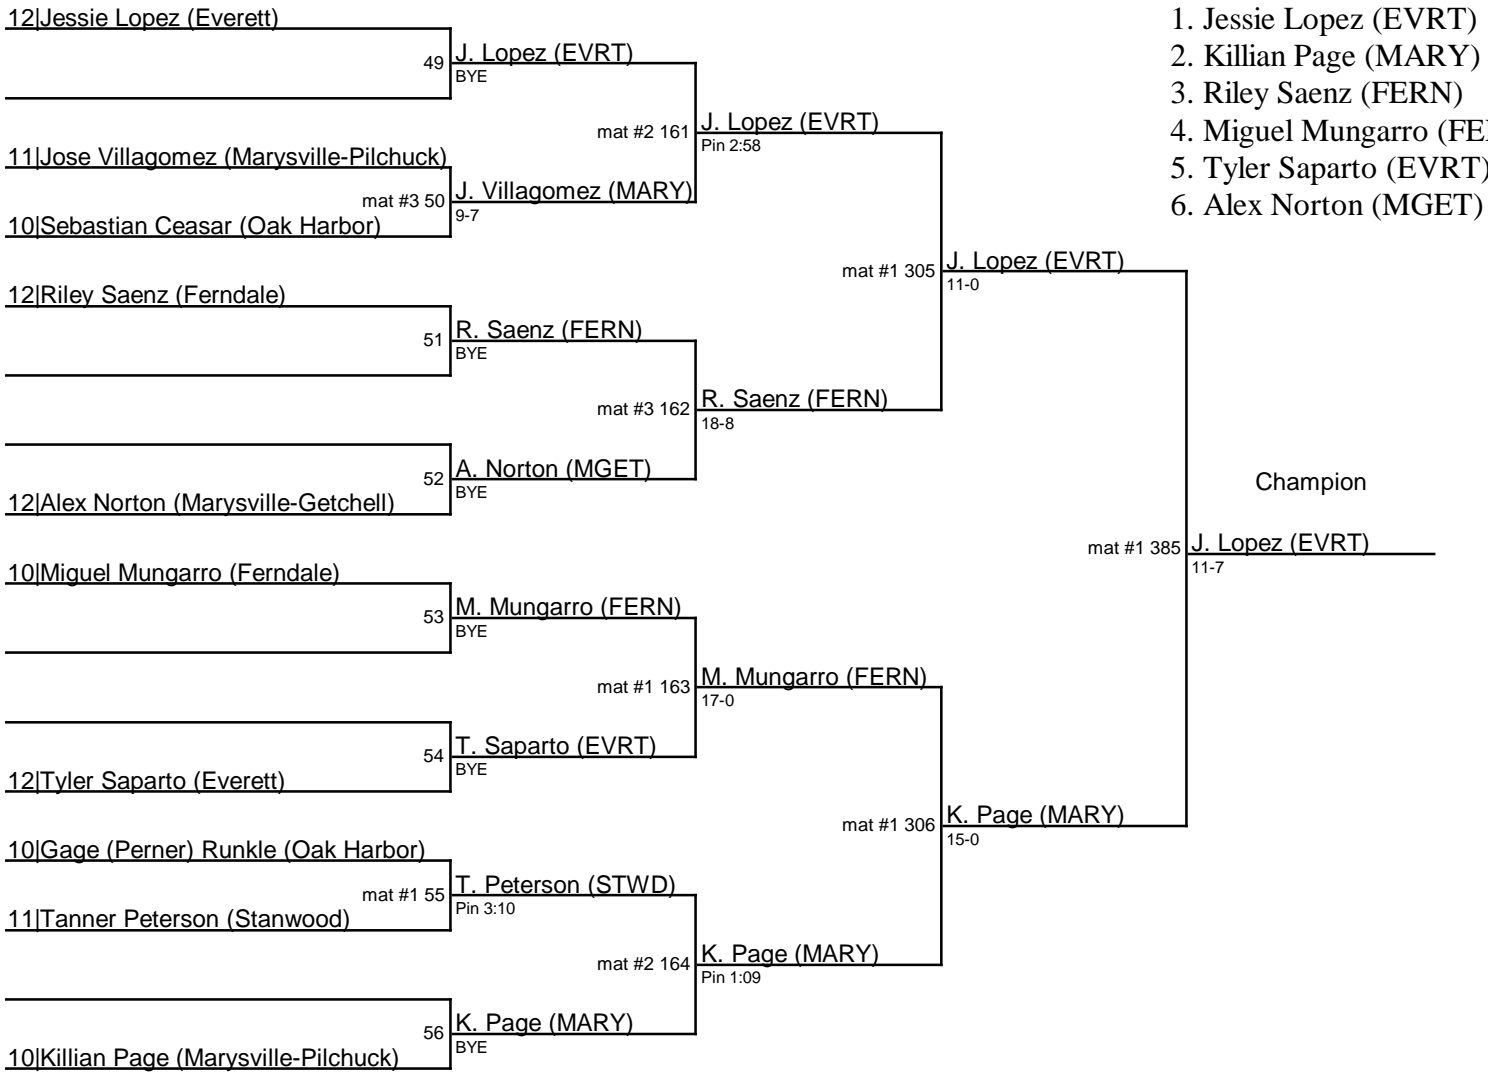 12|Jessie Lopez (Everett)
49
J. Lopez (EVRT)
BYE
mat #2 161
J. Lopez (EVRT)
Pin 2:58
11|Jose Villagomez (Marysville-Pilchuck)
mat #3 50
J. Villagomez (MARY)
9-7
10|Sebastian Ceasar (Oak Harbor)
mat #1 305
J. Lopez (EVRT)
11-0
12|Riley Saenz (Ferndale)
51
R. Saenz (FERN)
BYE
mat #3 162
R. Saenz (FERN)
18-8
52
A. Norton (MGET)
BYE
12|Alex Norton (Marysville-Getchell)
Champion
mat #1 385
J. Lopez (EVRT)
11-7
10|Miguel Mungarro (Ferndale)
53
M. Mungarro (FERN)
BYE
mat #1 163
M. Mungarro (FERN)
17-0
54
T. Saparto (EVRT)
BYE
12|Tyler Saparto (Everett)
mat #1 306
K. Page (MARY)
15-0
10|Gage (Perner) Runkle (Oak Harbor)
mat #1 55
T. Peterson (STWD)
Pin 3:10
11|Tanner Peterson (Stanwood)
mat #2 164
K. Page (MARY)
Pin 1:09
56
K. Page (MARY)
BYE
10|Killian Page (Marysville-Pilchuck)
1. Jessie Lopez (EVRT)
2. Killian Page (MARY)
3. Riley Saenz (FERN)
4. Miguel Mungarro
5. Tyler Saparto (EVRT)
6. Alex Norton (MGET)